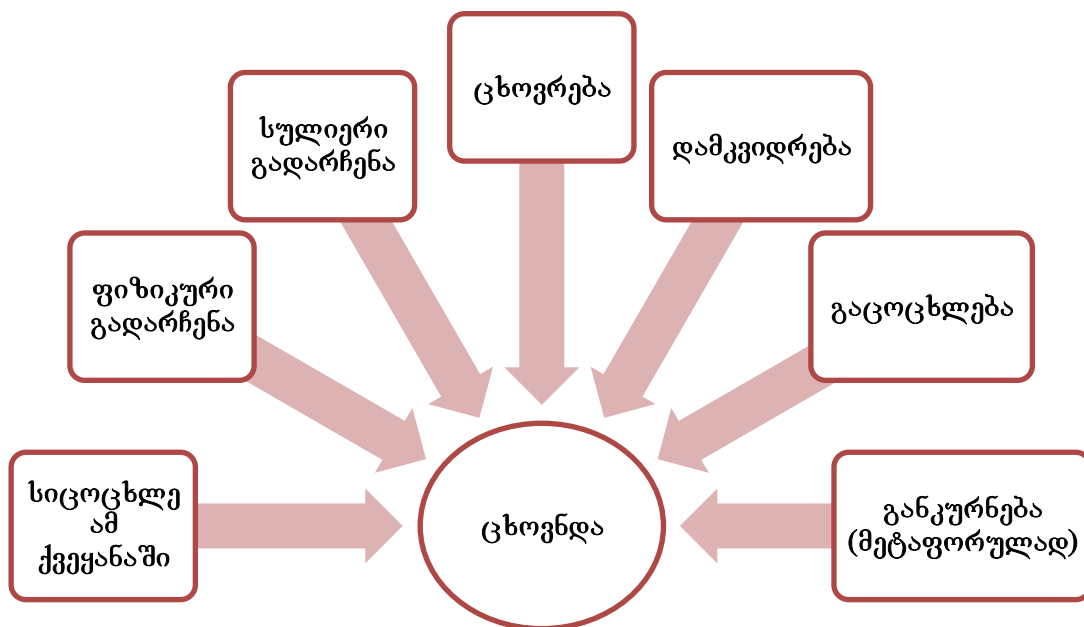 ცხოვრება
სულიერი
გადარჩენა
დამკვიდრება
ფიზიკური
გადარჩენა
გაცოცხლება
სიცოცხლე
ამ
ქვეყანაში
ცხოვნდა
განკურნება
(მეტაფორულად)